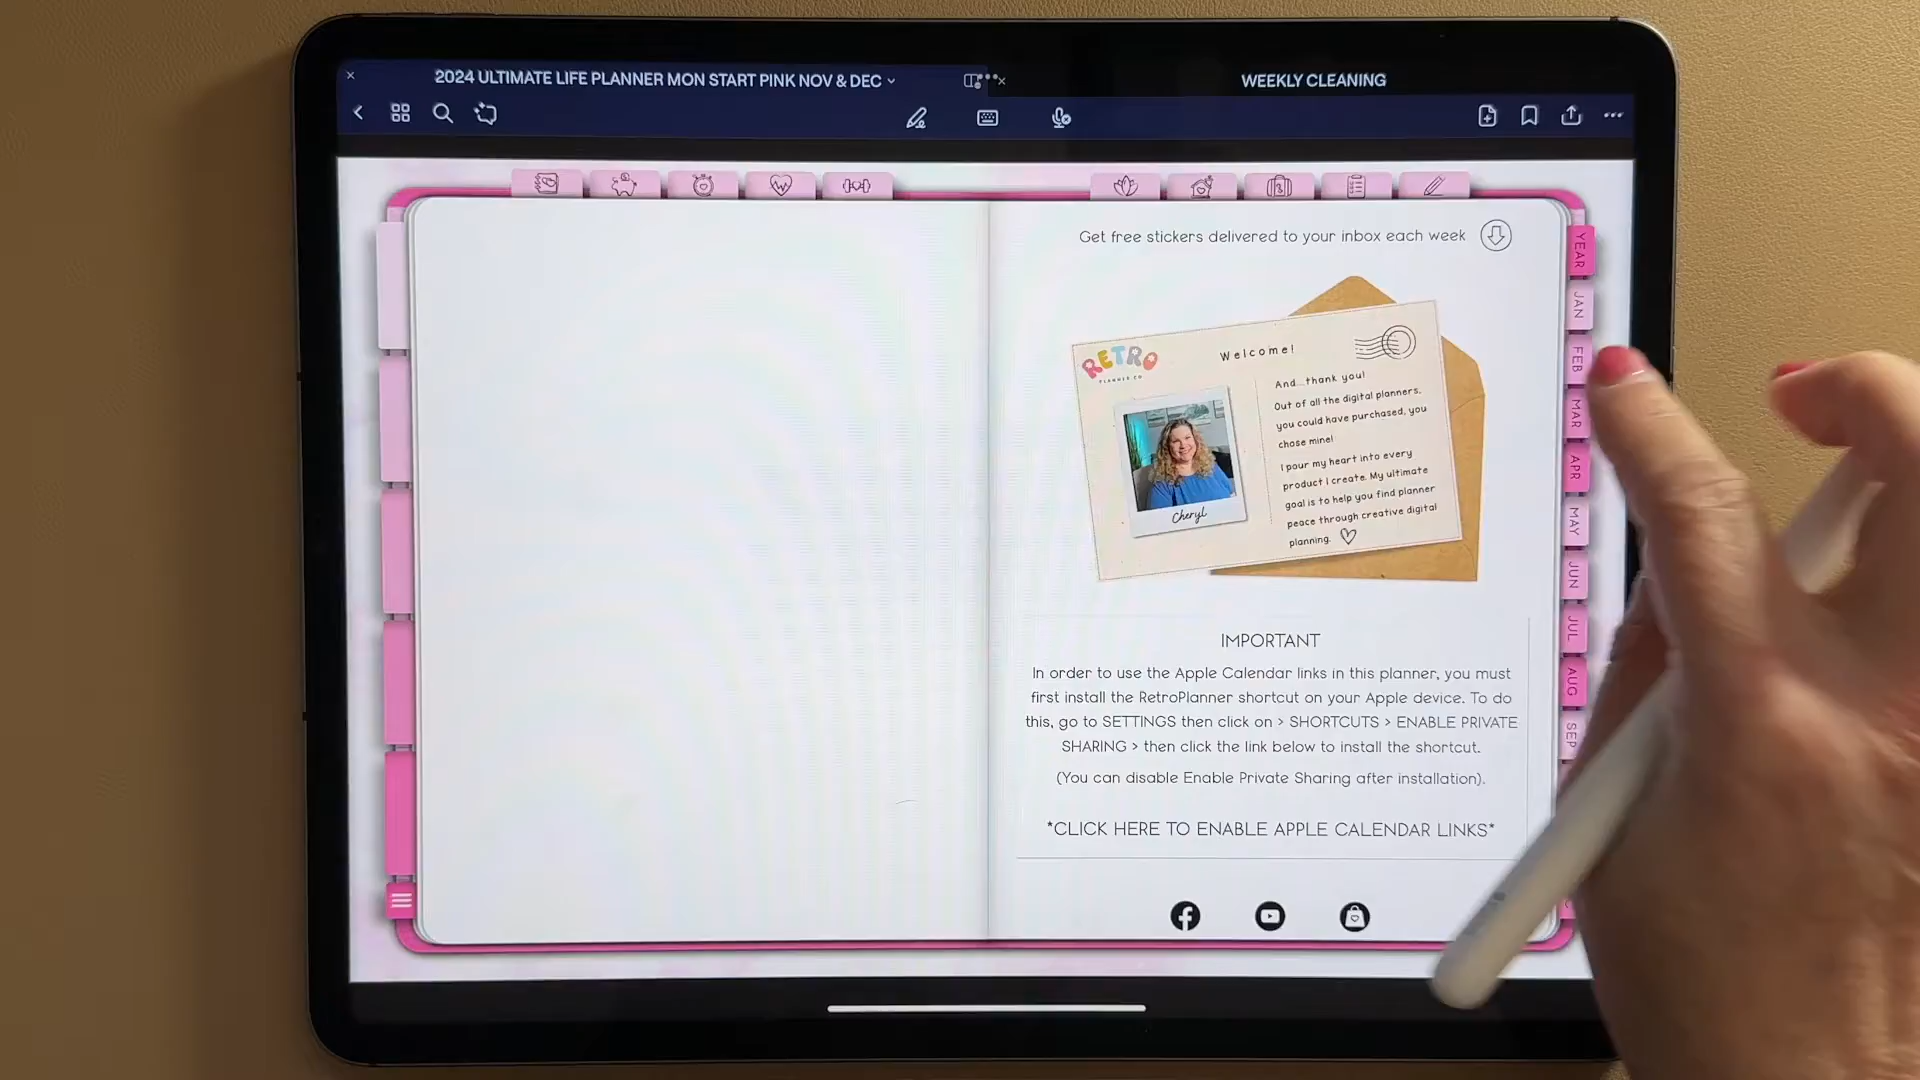 2024 ULTIMATE LIFE PLANNER MON START PINK NOV & DEC
WEEKLY CLEANING
Get free stickers delivered to your inbox each week
RETRO
PLANNER CO
Welcome!
And...thank you!
Out of all the digital planners,
you could have purchased, you
chose mine!
I pour my heart into every
product I create. My ultimate
goal is to help you find planner
peace through creative digital
planning.
Cheryl
IMPORTANT
In order to use the Apple Calendar links in this planner, you must
first install the RetroPlanner shortcut on your Apple device. To do
this, go to SETTINGS then click on > SHORTCUTS > ENABLE PRIVATE
SHARING > then click the link below to install the shortcut.
(You can disable Enable Private Sharing after installation).
*CLICK HERE TO ENABLE APPLE CALENDAR LINKS*
YEAR
JAN
FEB
MAR
APR
MAY
JUN
JUL
AUG
SEP